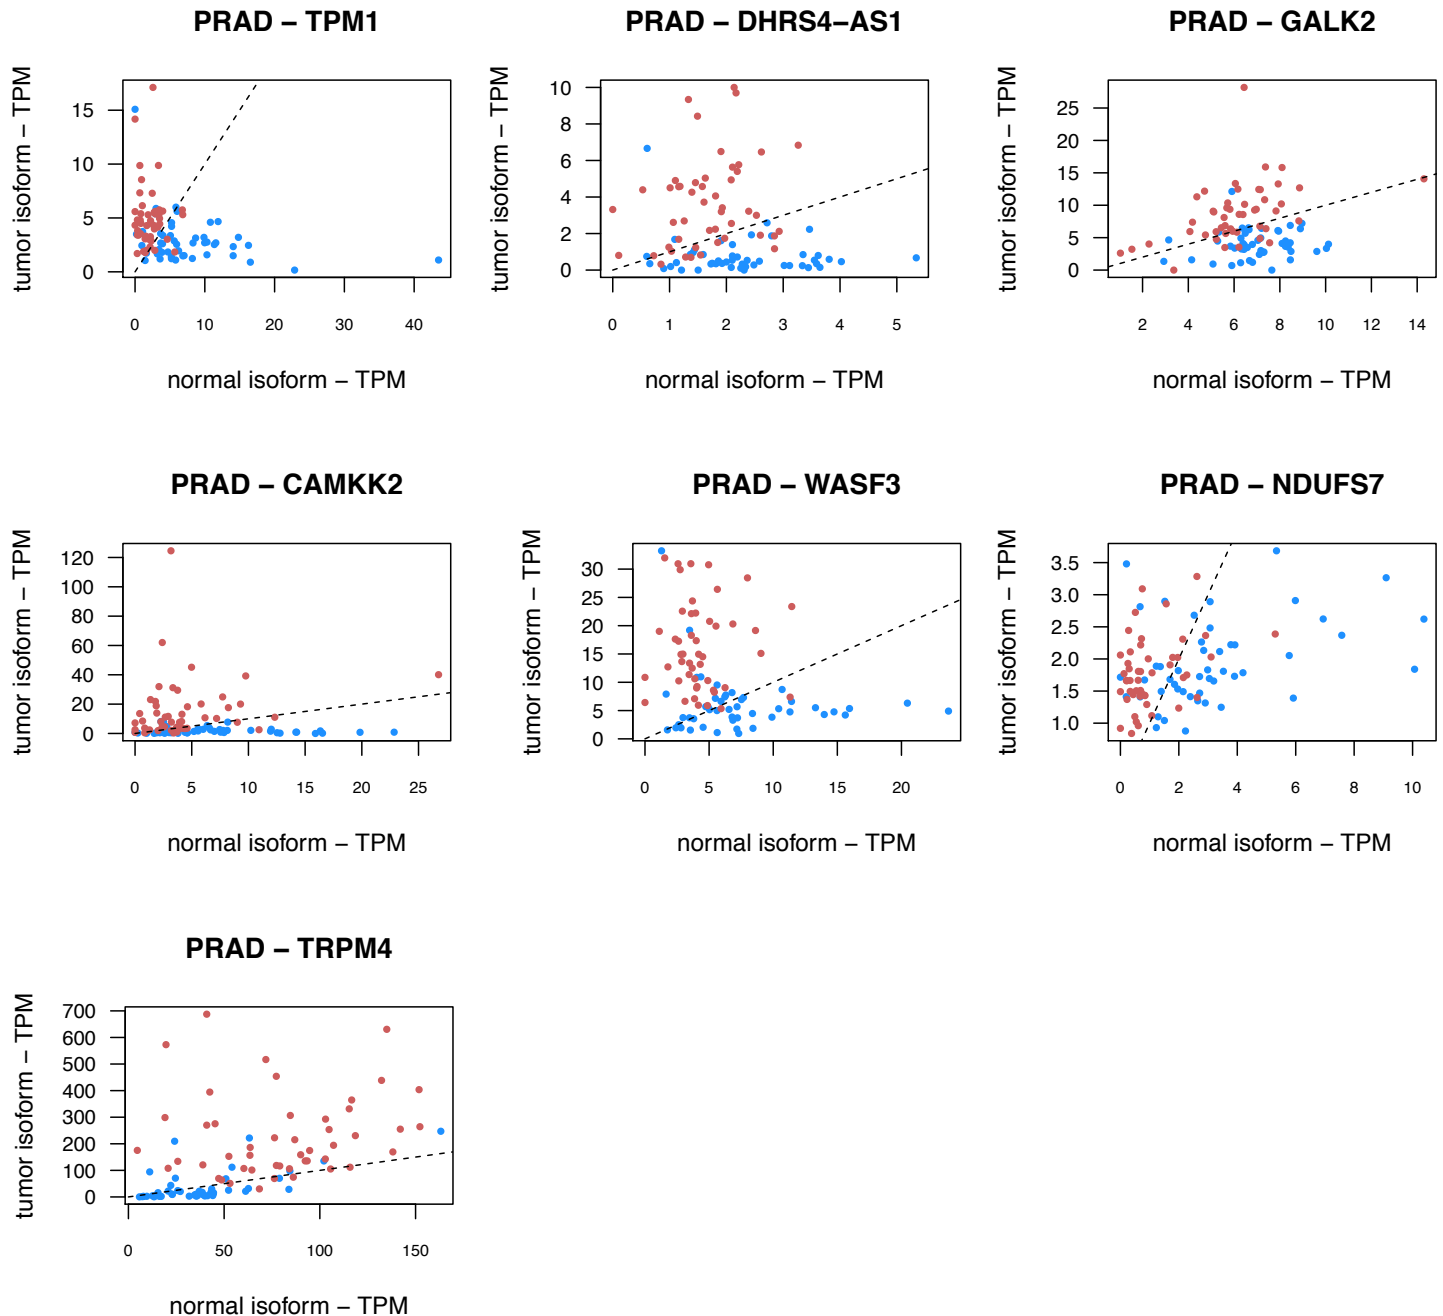 PRAD – TPM1
tumor isoform – TPM
15
10
5
0
0 10 20 30 40
normal isoform – TPM
PRAD – DHRS4–AS1
tumor isoform – TPM
10
8
6
4
2
0
0 1 2 3 4 5
normal isoform – TPM
PRAD – GALK2
tumor isoform – TPM
25
20
15
10
5
0
2 4 6 8 10 12 14
normal isoform – TPM
PRAD – CAMKK2
tumor isoform – TPM
120
100
80
60
40
20
0
0 5 10 15 20 25
normal isoform – TPM
PRAD – WASF3
tumor isoform – TPM
30
25
20
15
10
5
0
0 5 10 15 20
normal isoform – TPM
PRAD – NDUFS7
tumor isoform – TPM
3.5
3.0
2.5
2.0
1.5
1.0
0 2 4 6 8 10
normal isoform – TPM
PRAD – TRPM4
tumor isoform – TPM
700
600
500
400
300
200
100
0
0 50 100 150
normal isoform – TPM